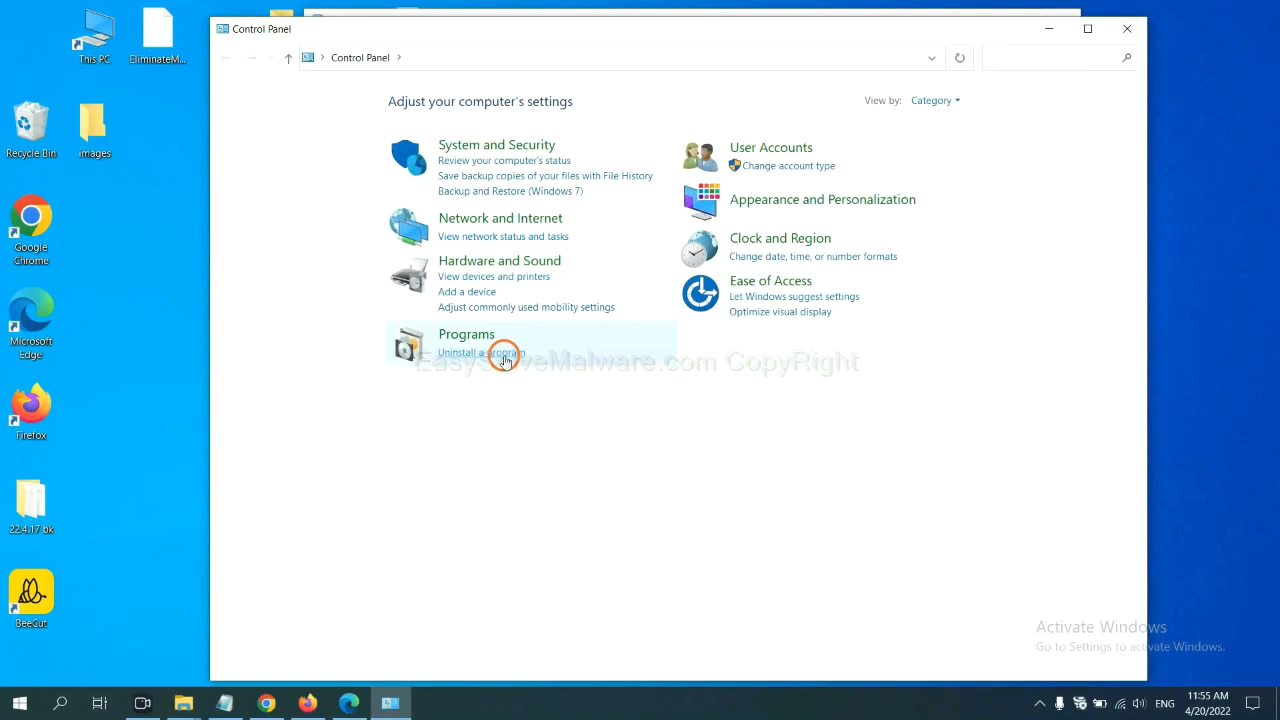 This PC
EliminateM...
Recycle Bin
images
Google
Chrome
Microsoft
Edge
Firefox
22.4.17 bk
BeeCut
Control Panel
Control Panel
Adjust your computer's settings
View by: Category
System and Security
Review your computer's status
Save backup copies of your files with File History
Backup and Restore (Windows 7)
Network and Internet
View network status and tasks
Hardware and Sound
View devices and printers
Add a device
Adjust commonly used mobility settings
Programs
Uninstall a program
User Accounts
Change account type
Appearance and Personalization
Clock and Region
Change date, time, or number formats
Ease of Access
Let Windows suggest settings
Optimize visual display
EasySolveMalware.com CopyRight
Activate Windows
Go to Settings to activate Windows.
ENG
11:55 AM
4/20/2022